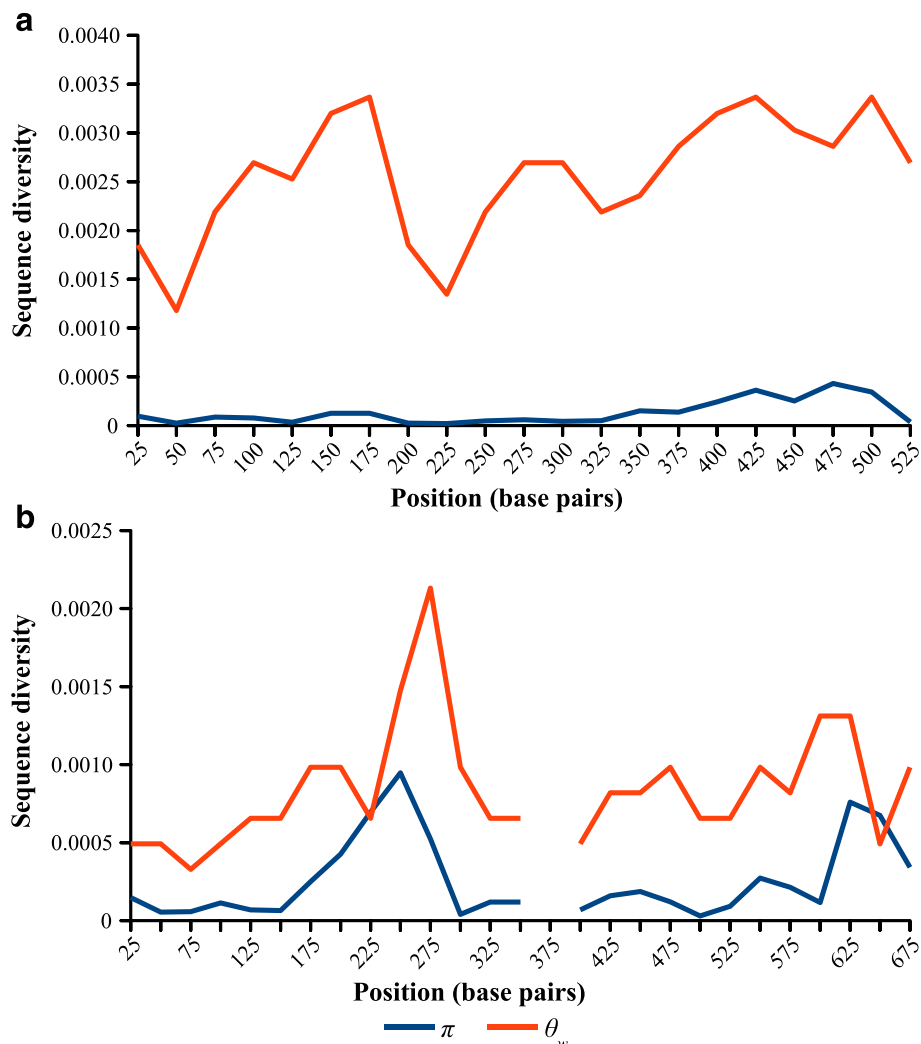 a
0.0040
0.0035
0.0030
0.0025
0.0020
0.0015
0.0010
0.0005
0
Sequence diversity
25 50 75 100 125 150 175 200 225 250 275 300 325 350 375 400 425 450 475 500 525
Position (base pairs)
b
0.0025
0.0020
0.0015
0.0010
0.0005
0
Sequence diversity
25 75 125 175 225 275 325 375 425 475 525 575 625 675
Position (base pairs)
π θw